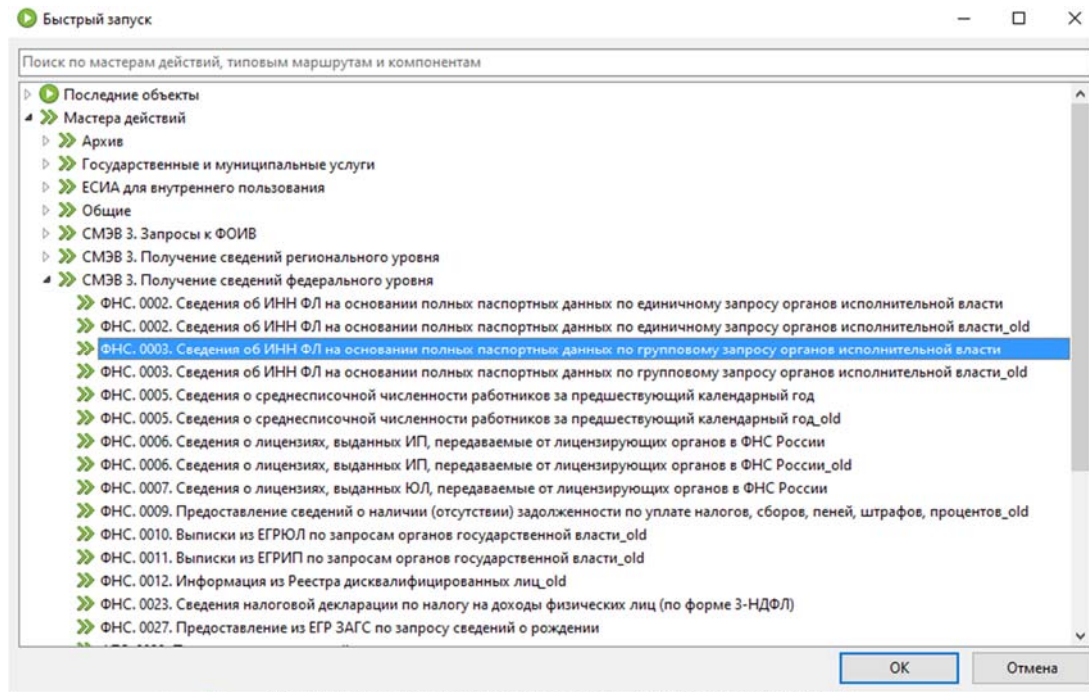 Быстрый запуск
Поиск по мастерам действий, типовым маршрутам и компонентам
Последние объекты
Мастера действий
Архив
Государственные и муниципальные услуги
ЕСИА для внутреннего пользования
Общие
СМЭВ 3. Запросы к ФОИВ
СМЭВ 3. Получение сведений регионального уровня
СМЭВ 3. Получение сведений федерального уровня
ФНС. 0002. Сведения об ИНН ФЛ на основании полных паспортных данных по единичному запросу органов исполнительной власти
ФНС. 0002. Сведения об ИНН ФЛ на основании полных паспортных данных по единичному запросу органов исполнительной власти_old
ФНС. 0003. Сведения об ИНН ФЛ на основании полных паспортных данных по групповому запросу органов исполнительной власти
ФНС. 0003. Сведения об ИНН ФЛ на основании полных паспортных данных по групповому запросу органов исполнительной власти_old
ФНС. 0005. Сведения о среднесписочной численности работников за предшествующий календарный год
ФНС. 0005. Сведения о среднесписочной численности работников за предшествующий календарный год_old
ФНС. 0006. Сведения о лицензиях, выданных ИП, передаваемые от лицензирующих органов в ФНС России
ФНС. 0006. Сведения о лицензиях, выданных ИП, передаваемые от лицензирующих органов в ФНС России_old
ФНС. 0007. Сведения о лицензиях, выданных ЮЛ, передаваемые от лицензирующих органов в ФНС России
ФНС. 0009. Предоставление сведений о наличии (отсутствии) задолженности по уплате налогов, сборов, пеней, штрафов, процентов_old
ФНС. 0010. Выписки из ЕГРЮЛ по запросам органов государственной власти_old
ФНС. 0011. Выписки из ЕГРИП по запросам органов государственной власти_old
ФНС. 0012. Информация из Реестра дисквалифицированных лиц_old
ФНС. 0023. Сведения налоговой декларации по налогу на доходы физических лиц (по форме 3-НДФЛ)
ФНС. 0027. Предоставление из ЕГР ЗАГС по запросу сведений о рождении
ОК
Отмена